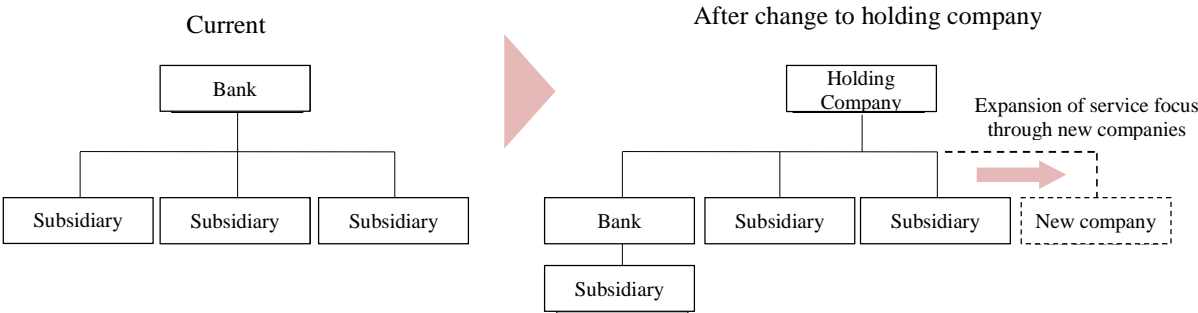 Current
Bank
Subsidiary
Subsidiary
Subsidiary
After change to holding company
Holding
Company
Expansion of service focus
through new companies
Bank
Subsidiary
Subsidiary
New company
Subsidiary